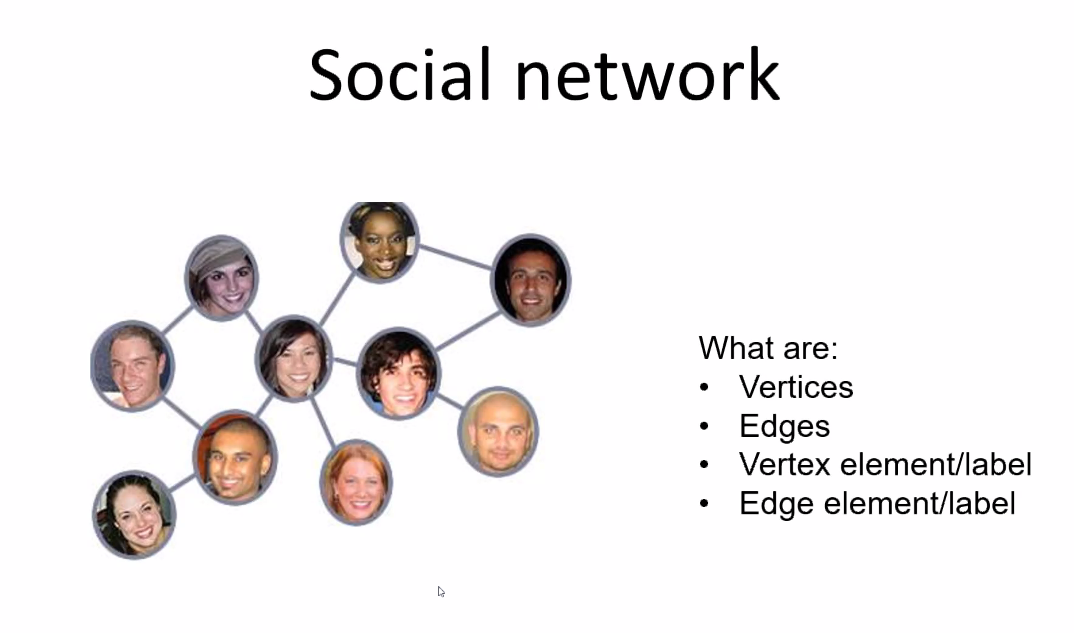 Social network
What are:
• Vertices
• Edges
• Vertex element/label
• Edge element/label